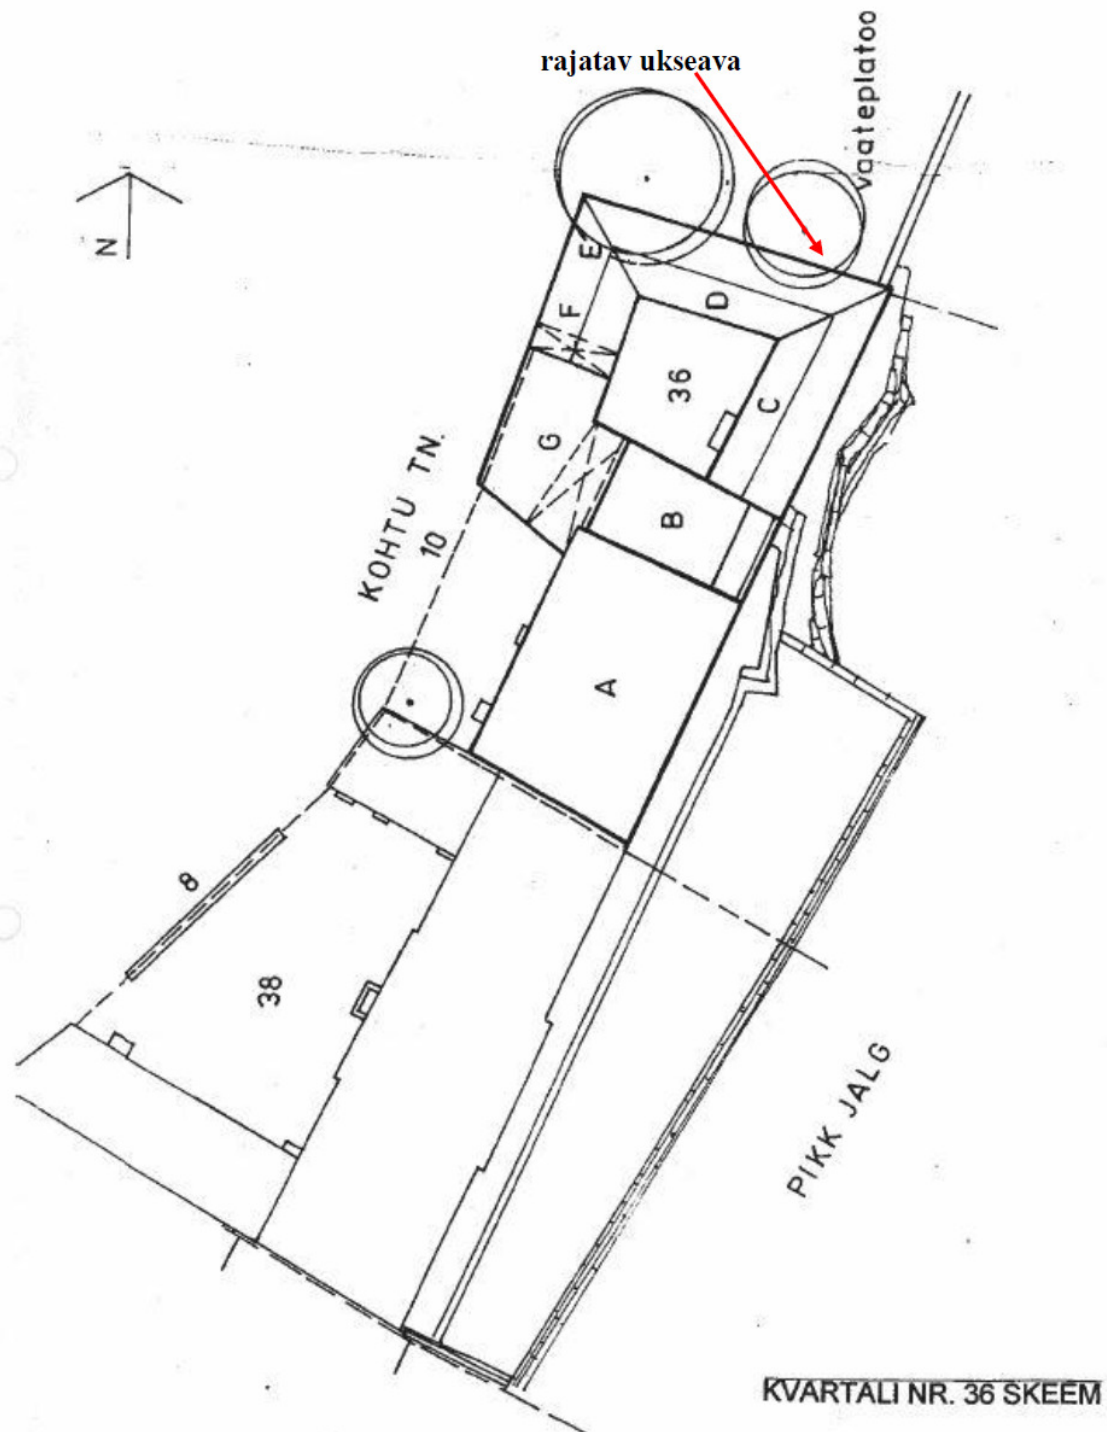 rajatav ukseava
vaateplatoo
N
E
F
D
36
C
G
B
KOHTU TN.
10
A
8
38
PIKK JALG
KVARTALI NR. 36 SKEEM